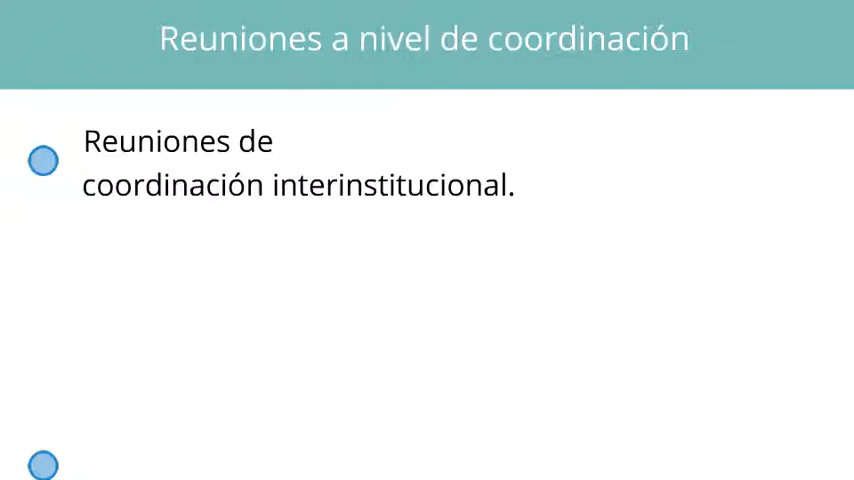 Reuniones a nivel de coordinación
Reuniones de
coordinación interinstitucional.